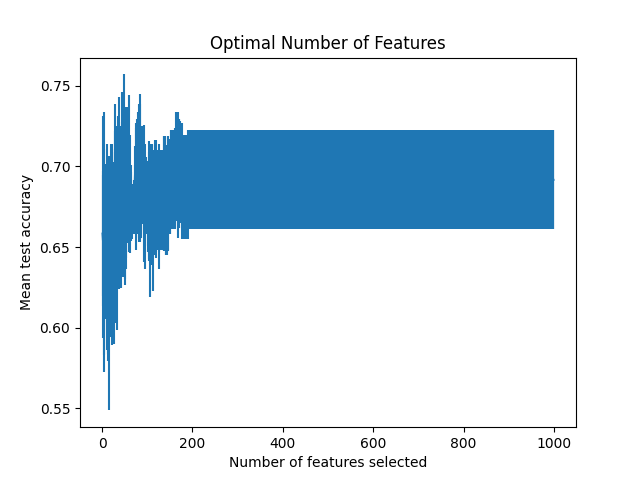 Optimal Number of Features
0.75
0.70
0.65
0.60
0.55
Mean test accuracy
0 200 400 600 800 1000
Number of features selected